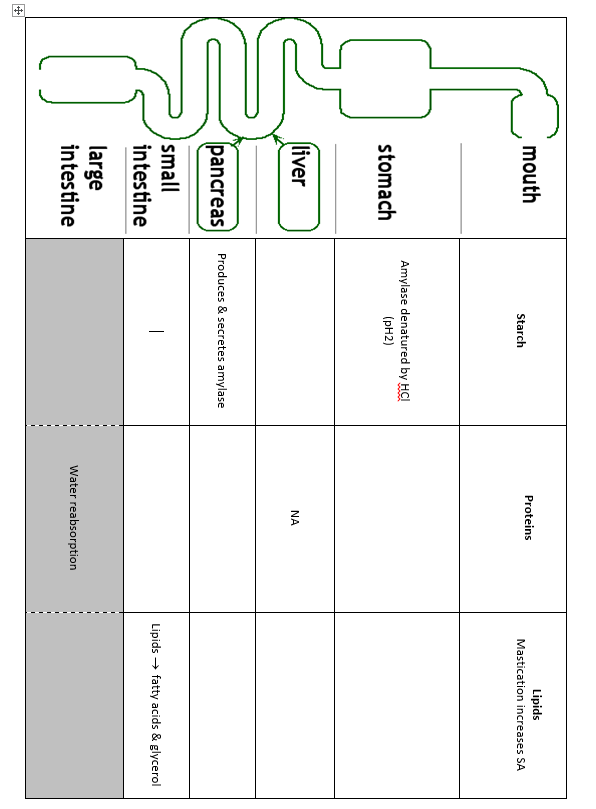 mouth
Starch
Proteins
Lipids
Mastication increases SA
stomach
Amylase denatured by HCl
(pH2)
liver
NA
pancreas
Produces & secretes amylase
small
intestine
Lipids → fatty acids & glycerol
large
intestine
Water reabsorption